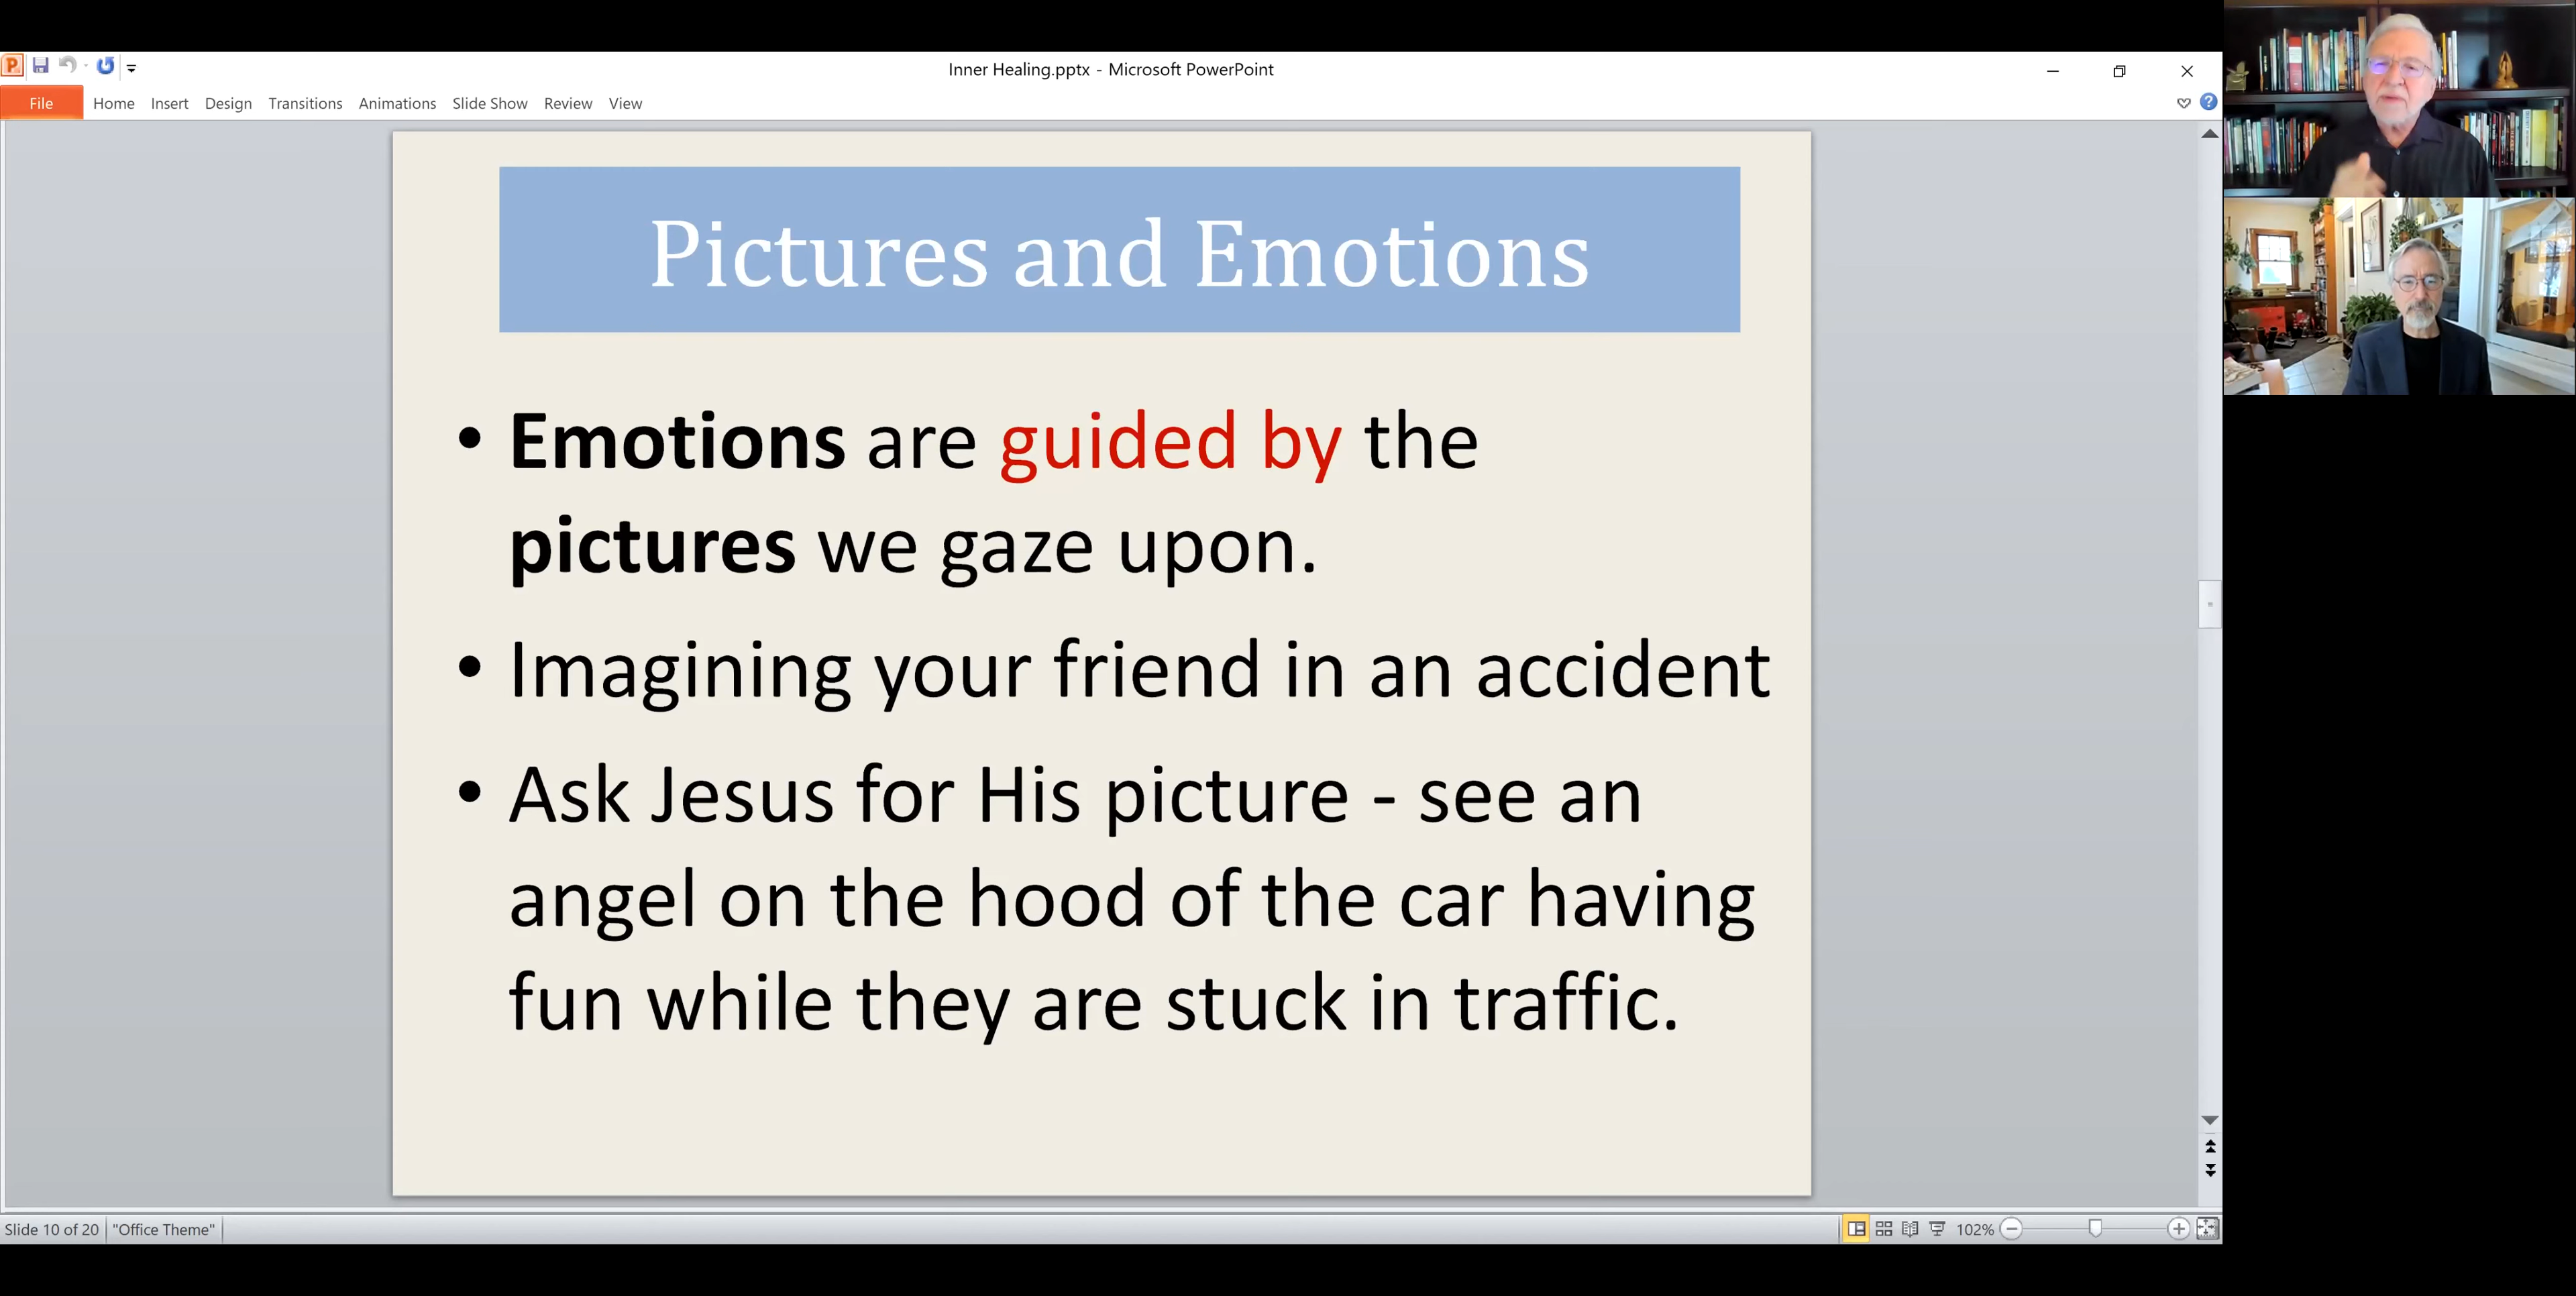 Inner Healing.pptx - Microsoft PowerPoint
File Home Insert Design Transitions Animations Slide Show Review View
Pictures and Emotions
• Emotions are guided by the
pictures we gaze upon.
• Imagining your friend in an accident
• Ask Jesus for His picture - see an
angel on the hood of the car having
fun while they are stuck in traffic.
Slide 10 of 20 "Office Theme" 102%